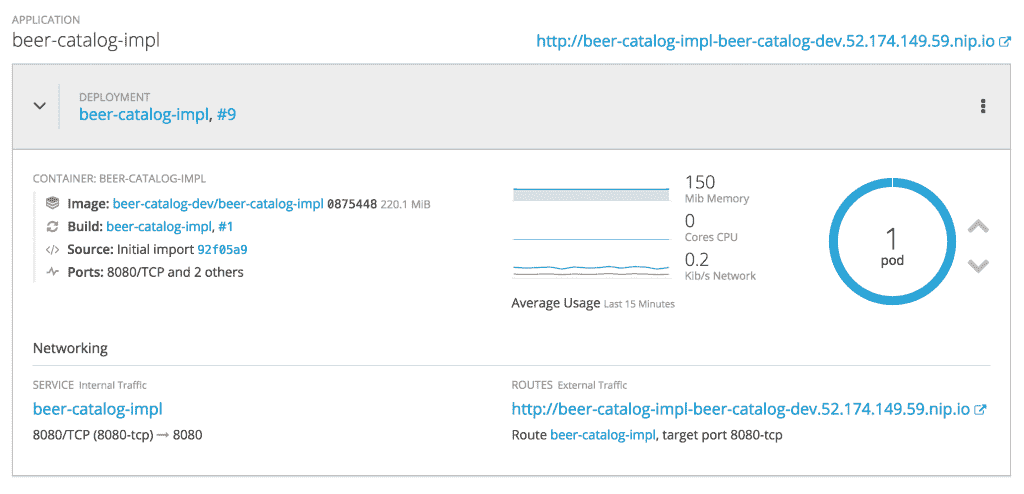 APPLICATION
beer-catalog-impl
http://beer-catalog-impl-beer-catalog-dev.52.174.149.59.nip.io
DEPLOYMENT
beer-catalog-impl, #9
CONTAINER: BEER-CATALOG-IMPL
Image: beer-catalog-dev/beer-catalog-impl 0875448 220.1 MiB
Build: beer-catalog-impl, #1
Source: Initial import 92f05a9
Ports: 8080/TCP and 2 others
150
Mib Memory
0
Cores CPU
0.2
Kib/s Network
Average Usage Last 15 Minutes
1
pod
Networking
SERVICE Internal Traffic
beer-catalog-impl
8080/TCP (8080-tcp) → 8080
ROUTES External Traffic
http://beer-catalog-impl-beer-catalog-dev.52.174.149.59.nip.io
Route beer-catalog-impl, target port 8080-tcp